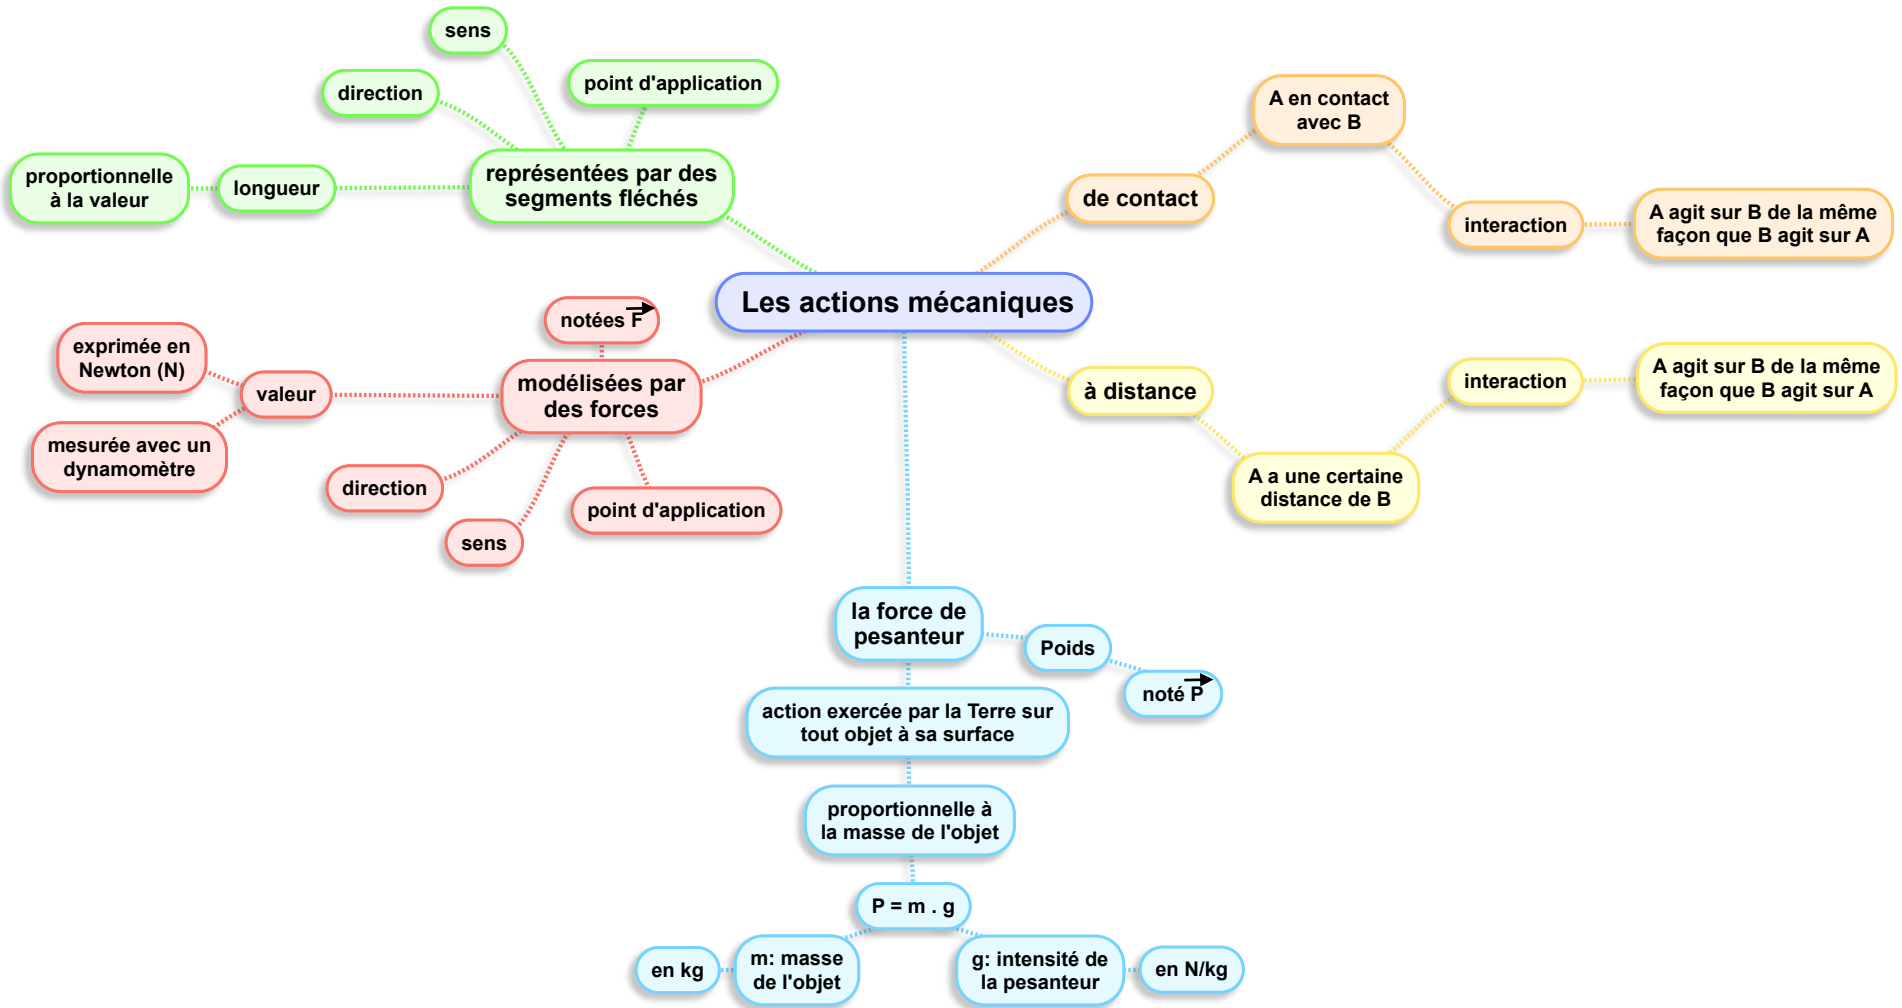 sens
point d'application
direction
représentées par des
segments fléchés
longueur
proportionnelle
à la valeur
A en contact
avec B
de contact
interaction
A agit sur B de la même
façon que B agit sur A
Les actions mécaniques
notées F
modélisées par
des forces
exprimée en
Newton (N)
valeur
mesurée avec un
dynamomètre
direction
sens
point d'application
à distance
interaction
A agit sur B de la même
façon que B agit sur A
A a une certaine
distance de B
la force de
pesanteur
Poids
noté P
action exercée par la Terre sur
tout objet à sa surface
proportionnelle à
la masse de l'objet
P = m . g
en kg
m: masse
de l'objet
g: intensité de
la pesanteur
en N/kg